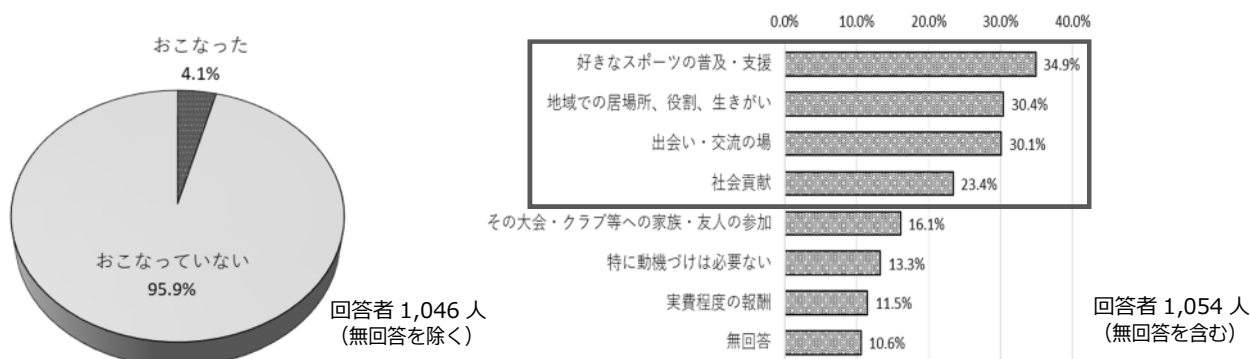 おこなった
4.1%
おこなっていない
95.9%
回答者 1,046 人
（無回答を除く）
0.0% 10.0% 20.0% 30.0% 40.0%
好きなスポーツの普及・支援 34.9%
地域での居場所、役割、生きがい 30.4%
出会い・交流の場 30.1%
社会貢献 23.4%
その大会・クラブ等への家族・友人の参加 16.1%
特に動機づけは必要ない 13.3%
実費程度の報酬 11.5%
無回答 10.6%
回答者 1,054 人
（無回答を含む）